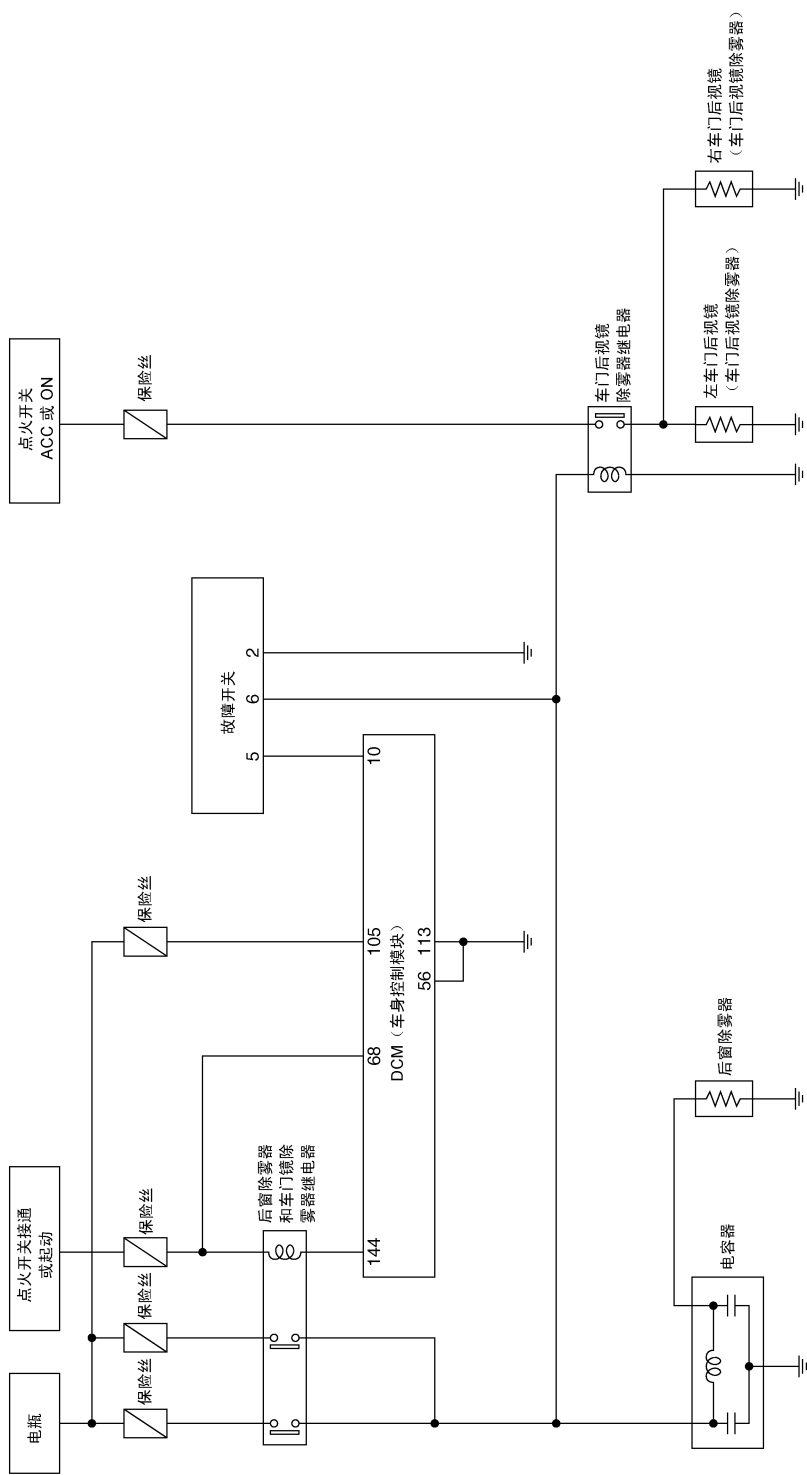 电瓶
点火开关接通
或起动
点火开关
ACC 或 ON
保险丝
保险丝
保险丝
保险丝
保险丝
故障开关
5
6
2
后窗除雾器
和车门镜除
雾器继电器
144
68
105
10
DCM（车身控制模块）
56
113
车门后视镜
除雾器继电器
电容器
后窗除雾器
左车门后视镜
（车门后视镜除雾器）
右车门后视镜
（车门后视镜除雾器）